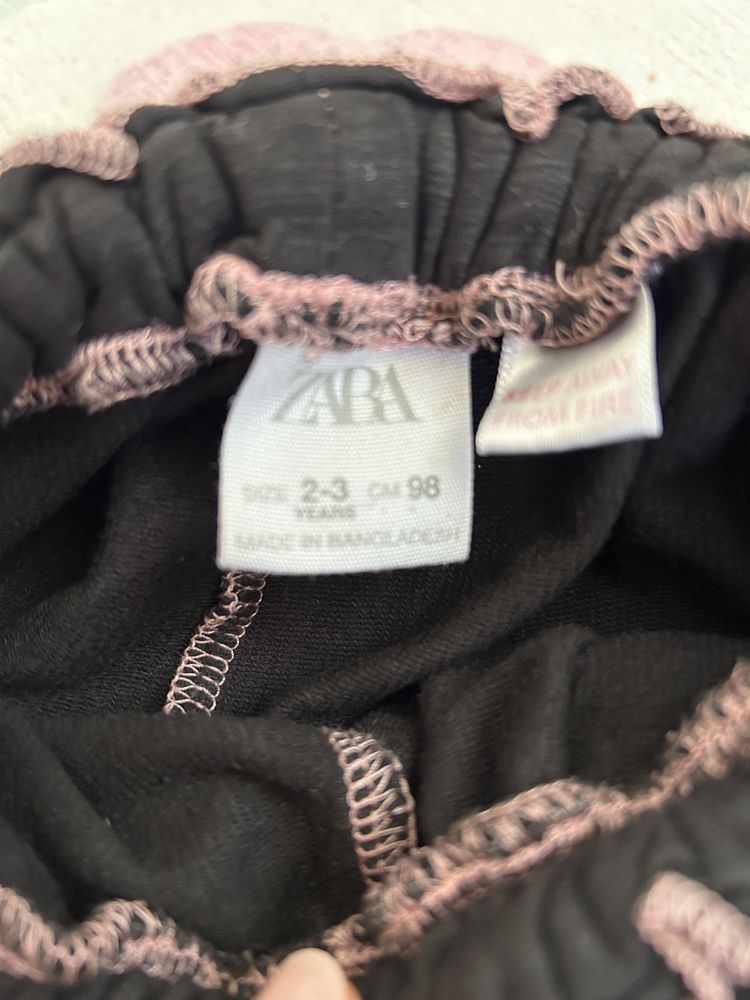 ZARA
SIZE 2-3 CM 98
YEARS
MADE IN BANGLADESH
KEEP AWAY
FROM FIRE